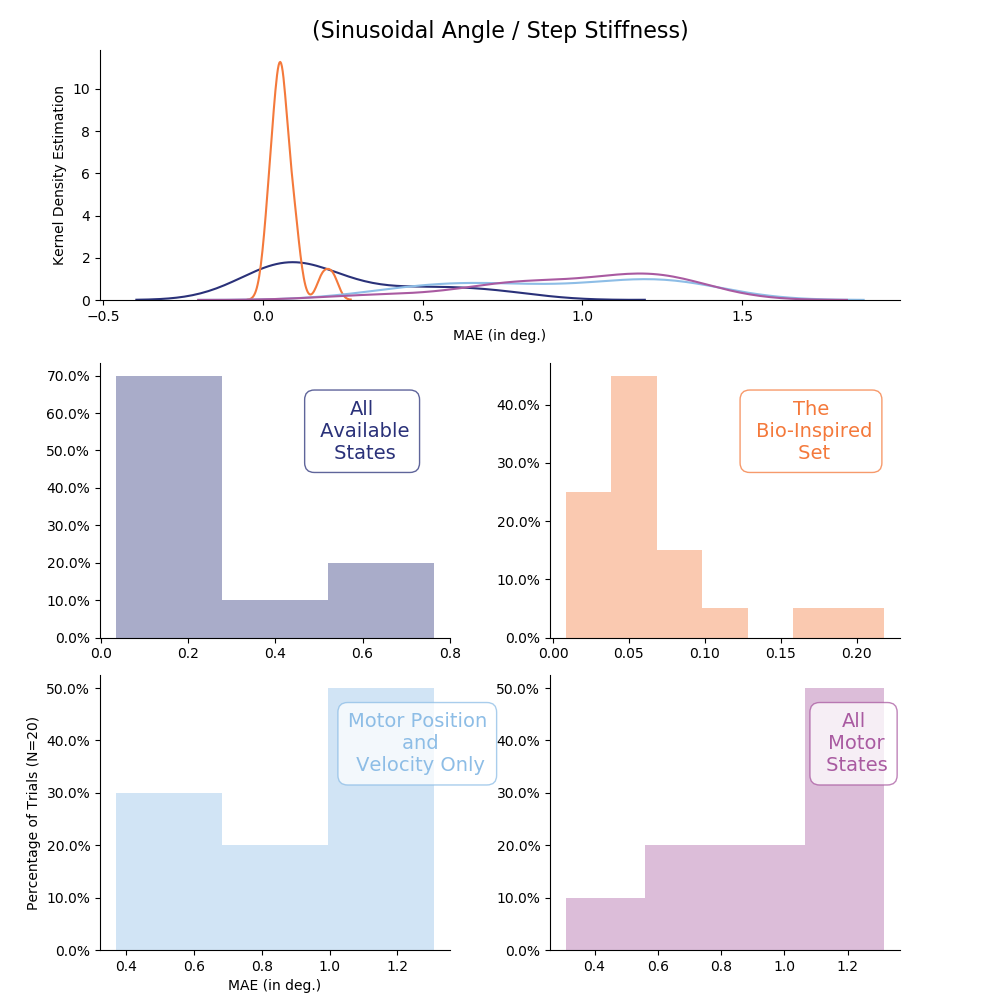 (Sinusoidal Angle / Step Stiffness)
Kernel Density Estimation
10
8
6
4
2
0
−0.5 0.0 0.5 1.0 1.5
MAE (in deg.)
70.0%
60.0%
50.0%
40.0%
30.0%
20.0%
10.0%
0.0%
0.0 0.2 0.4 0.6 0.8
All
Available
States
40.0%
30.0%
20.0%
10.0%
0.0%
0.00 0.05 0.10 0.15 0.20
The
Bio-Inspired
Set
Percentage of Trials (N=20)
50.0%
40.0%
30.0%
20.0%
10.0%
0.0%
0.4 0.6 0.8 1.0 1.2
MAE (in deg.)
Motor Position
and
Velocity Only
50.0%
40.0%
30.0%
20.0%
10.0%
0.0%
0.4 0.6 0.8 1.0 1.2
All
Motor
States